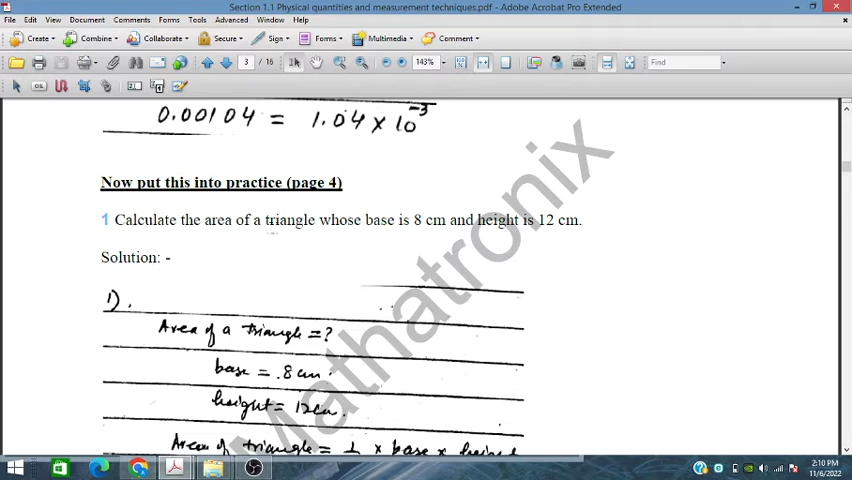 Section 1.1 Physical quantities and measurement techniques.pdf - Adobe Acrobat Pro Extended
File Edit View Document Comments Forms Tools Advanced Window Help
Create Combine Collaborate Secure Sign Forms Multimedia Comment
3 / 16 143% Find
0.00104 = 1.04 × 10⁻³
Now put this into practice (page 4)
1 Calculate the area of a triangle whose base is 8 cm and height is 12 cm.
Solution: -
1).
Area of a triangle = ?
base = .8 cm.
height = 12 cm.
Area of triangle = 1 × base × height
Mathatronix
2:10 PM
11/6/2022